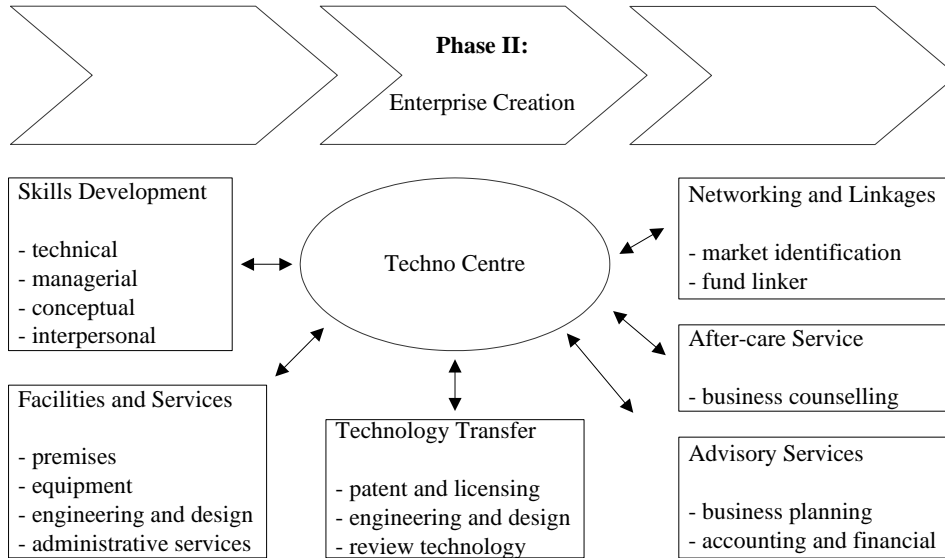 Phase II:
Enterprise Creation
Skills Development
- technical
- managerial
- conceptual
- interpersonal
Techno Centre
Networking and Linkages
- market identification
- fund linker
After-care Service
- business counselling
Facilities and Services
- premises
- equipment
- engineering and design
- administrative services
Technology Transfer
- patent and licensing
- engineering and design
- review technology
Advisory Services
- business planning
- accounting and financial